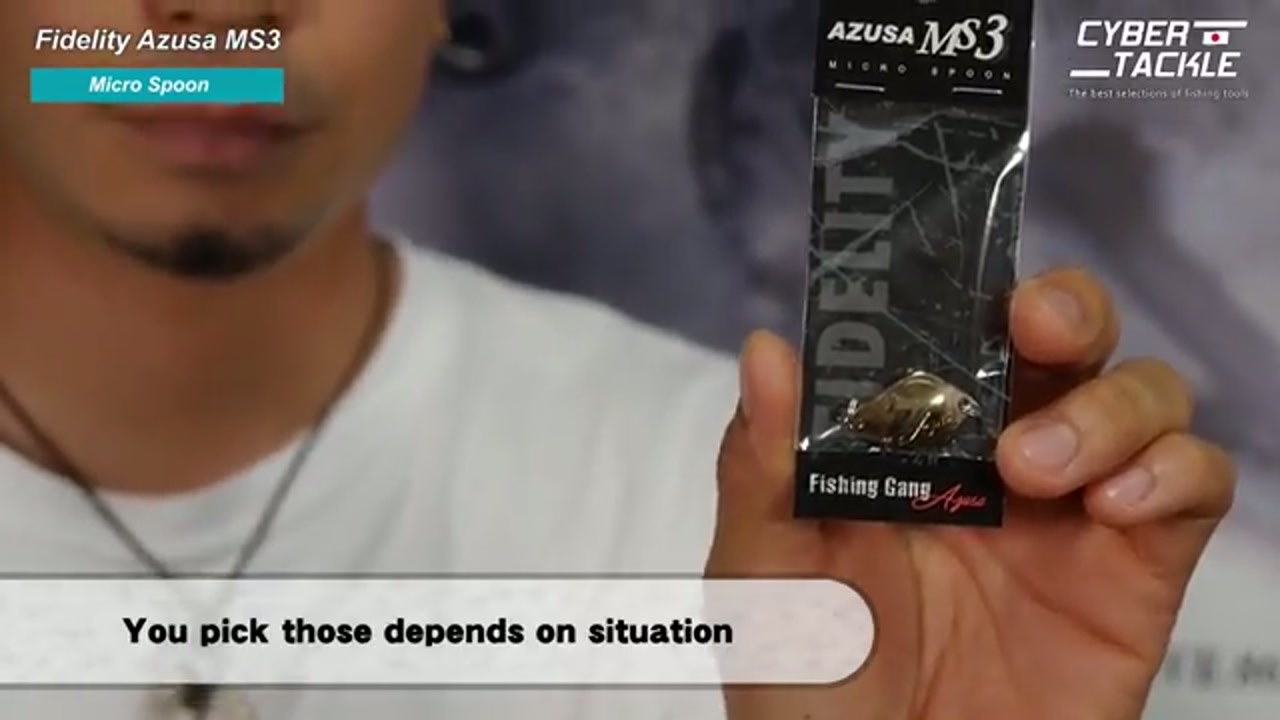 Fidelity Azusa MS3
Micro Spoon
AZUSA MS3
MICRO SPOON
FIDELITY
Fishing Gang Azusa
CYBER
TACKLE
The best selections of fishing tools
You pick those depends on situation